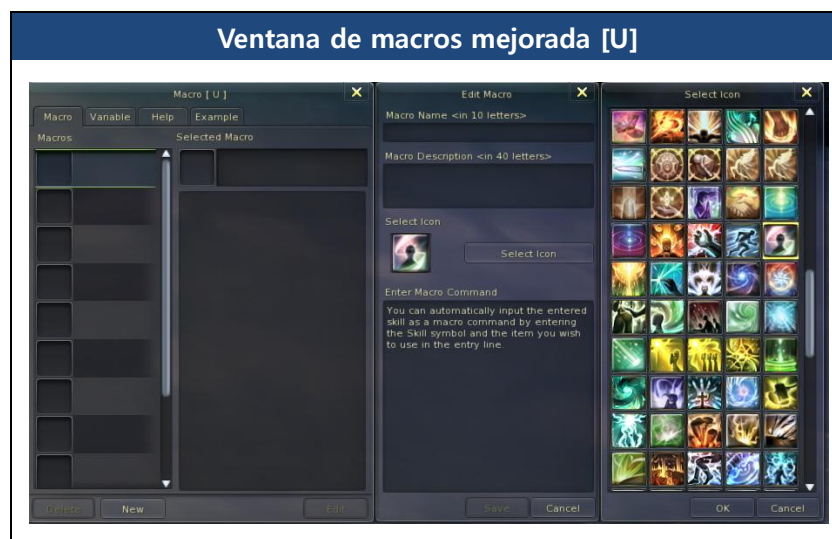 Ventana de macros mejorada [U]
Macro [ U ]
Macro Variable Help Example
Macros Selected Macro
Delete New Edit
Edit Macro
Macro Name <in 10 letters>
Macro Description <in 40 letters>
Select Icon
Select Icon
Enter Macro Command
You can automatically input the entered
skill as a macro command by entering
the Skill symbol and the item you wish
to use in the entry line.
Save Cancel
Select Icon
OK Cancel